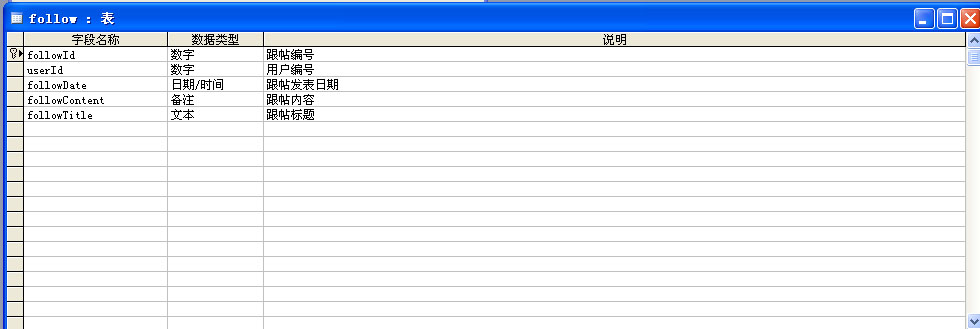 follow : 表
字段名称 数据类型 说明
followId 数字 跟帖编号
userId 数字 用户编号
followDate 日期/时间 跟帖发表日期
followContent 备注 跟帖内容
followTitle 文本 跟帖标题